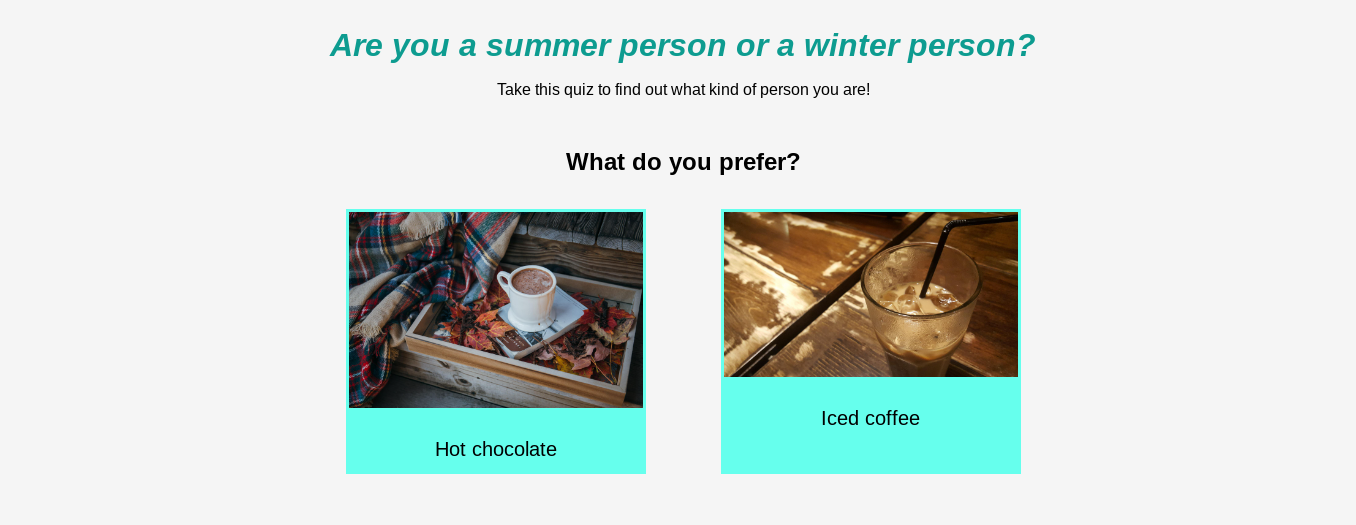 Are you a summer person or a winter person?
Take this quiz to find out what kind of person you are!
What do you prefer?
Hot chocolate
Iced coffee